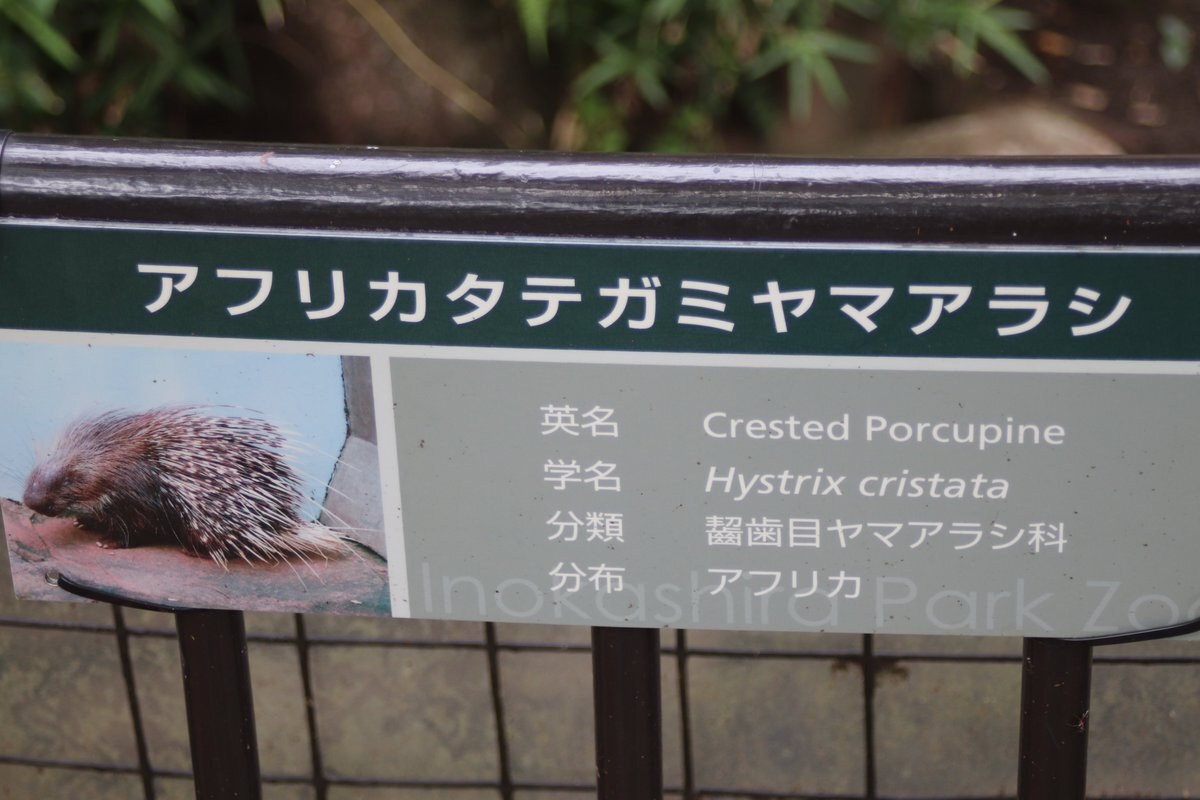 アフリカタテガミヤマアラシ
英名 Crested Porcupine
学名 Hystrix cristata
分類 齧歯目ヤマアラシ科
分布 アフリカ
Inokashira Park Zoo